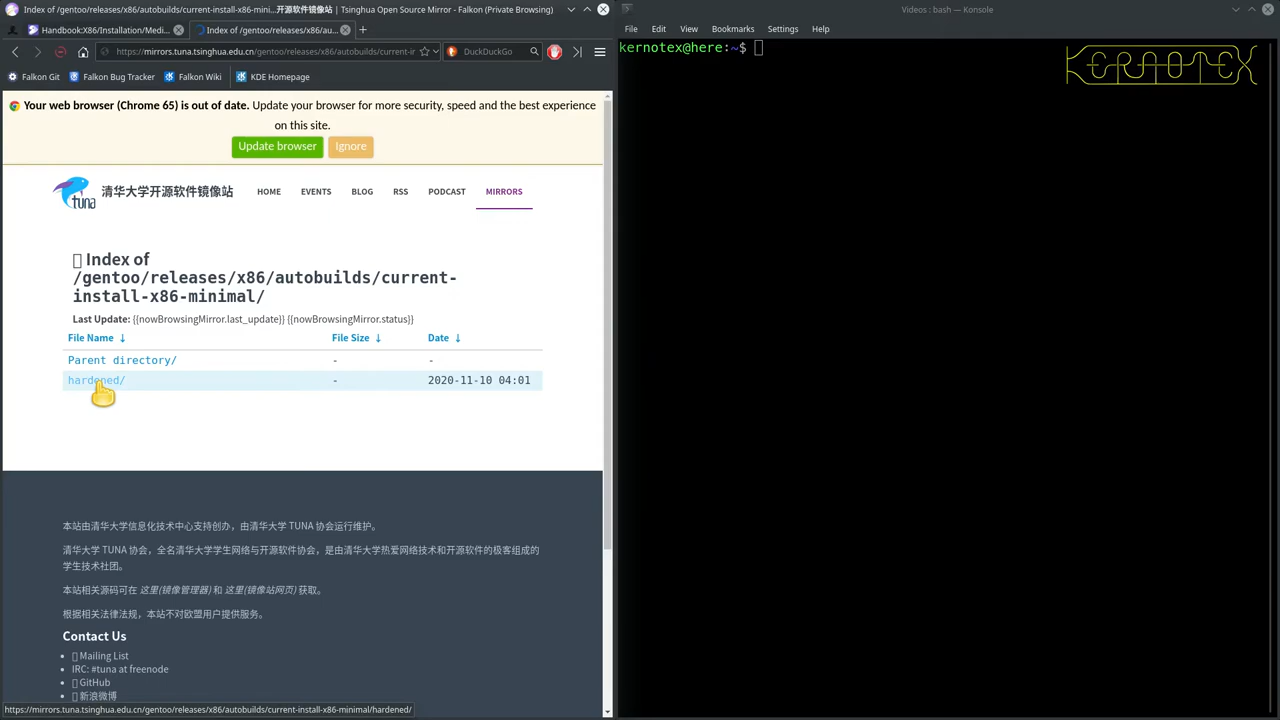 Index of /gentoo/releases/x86/autobuilds/current-install-x86-mini...开源软件镜像站 | Tsinghua Open Source Mirror - Falkon (Private Browsing)
Handbook:X86/Installation/Medi...
Index of /gentoo/releases/x86/au...
https://mirrors.tuna.tsinghua.edu.cn/gentoo/releases/x86/autobuilds/current-ir
DuckDuckGo
Falkon Git
Falkon Bug Tracker
Falkon Wiki
KDE Homepage
Your web browser (Chrome 65) is out of date. Update your browser for more security, speed and the best experience
on this site.
Update browser
Ignore
tuna
清华大学开源软件镜像站
HOME
EVENTS
BLOG
RSS
PODCAST
MIRRORS
Index of
/gentoo/releases/x86/autobuilds/current-
install-x86-minimal/
Last Update: {{nowBrowsingMirror.last_update}} {{nowBrowsingMirror.status}}
File Name ↓ File Size ↓ Date ↓
Parent directory/ - -
hardened/ - 2020-11-10 04:01
本站由清华大学信息化技术中心支持创办，由清华大学 TUNA 协会运行维护。
清华大学 TUNA 协会，全名清华大学学生网络与开源软件协会，是由清华大学热爱网络技术和开源软件的极客组成的
学生技术社团。
本站相关源码可在 这里(镜像管理器) 和 这里(镜像站网页) 获取。
根据相关法律法规，本站不对欧盟用户提供服务。
Contact Us
Mailing List
IRC: #tuna at freenode
GitHub
新浪微博
https://mirrors.tuna.tsinghua.edu.cn/gentoo/releases/x86/autobuilds/current-install-x86-minimal/hardened/
Videos : bash — Konsole
File Edit View Bookmarks Settings Help
kernotex@here:~$
KERNOTEX